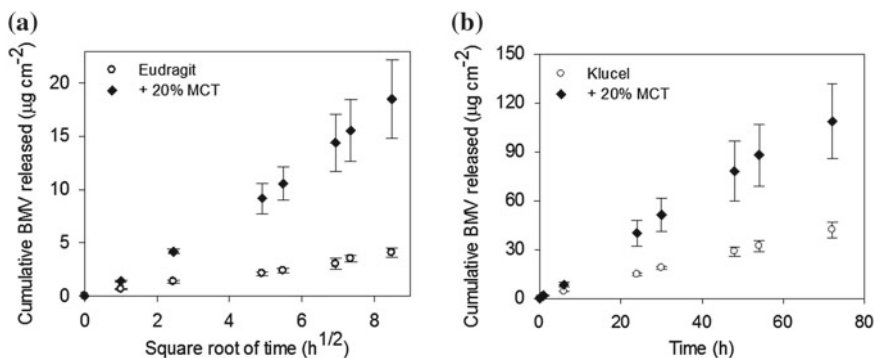 (a)
Cumulative BMV released (µg cm⁻²)
20
15
10
5
0
Eudragit
+ 20% MCT
0 2 4 6 8
Square root of time (h^1/2)
(b)
Cumulative BMV released (µg cm⁻²)
150
120
90
60
30
0
Klucel
+ 20% MCT
0 20 40 60 80
Time (h)